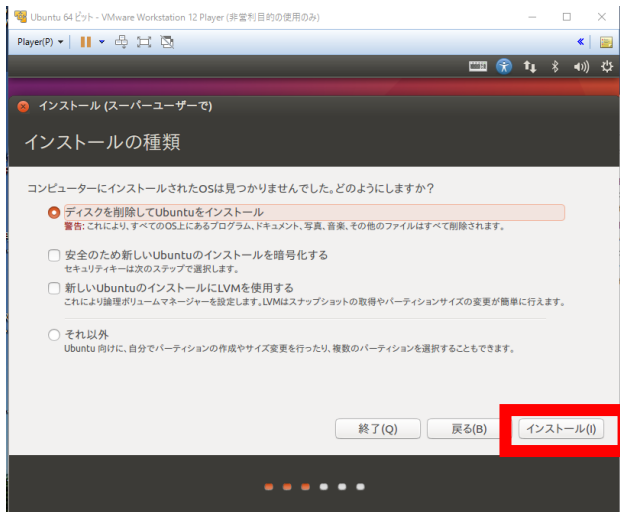 Ubuntu 64 ビット - VMware Workstation 12 Player (非営利目的の使用のみ)
Player(P)
インストール (スーパーユーザーで)
インストールの種類
コンピューターにインストールされたOSは見つかりませんでした。どのようにしますか？
ディスクを削除してUbuntuをインストール
警告: これにより、すべてのOS上にあるプログラム、ドキュメント、写真、音楽、その他のファイルはすべて削除されます。
安全のため新しいUbuntuのインストールを暗号化する
セキュリティキーは次のステップで選択します。
新しいUbuntuのインストールにLVMを使用する
これにより論理ボリュームマネージャーを設定します。LVMはスナップショットの取得やパーティションサイズの変更が簡単に行えます。
それ以外
Ubuntu 向けに、自分でパーティションの作成やサイズ変更を行ったり、複数のパーティションを選択することもできます。
終了(Q) 戻る(B) インストール(I)